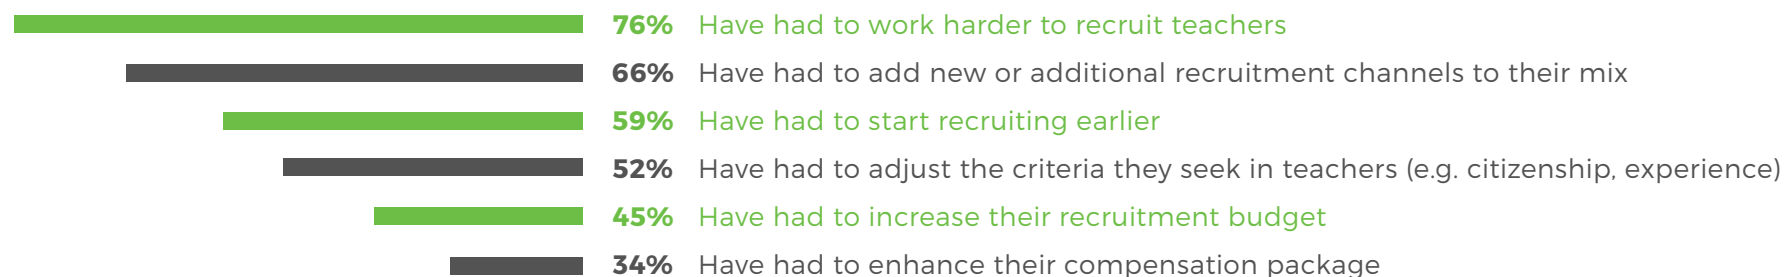 76% Have had to work harder to recruit teachers
66% Have had to add new or additional recruitment channels to their mix
59% Have had to start recruiting earlier
52% Have had to adjust the criteria they seek in teachers (e.g. citizenship, experience)
45% Have had to increase their recruitment budget
34% Have had to enhance their compensation package